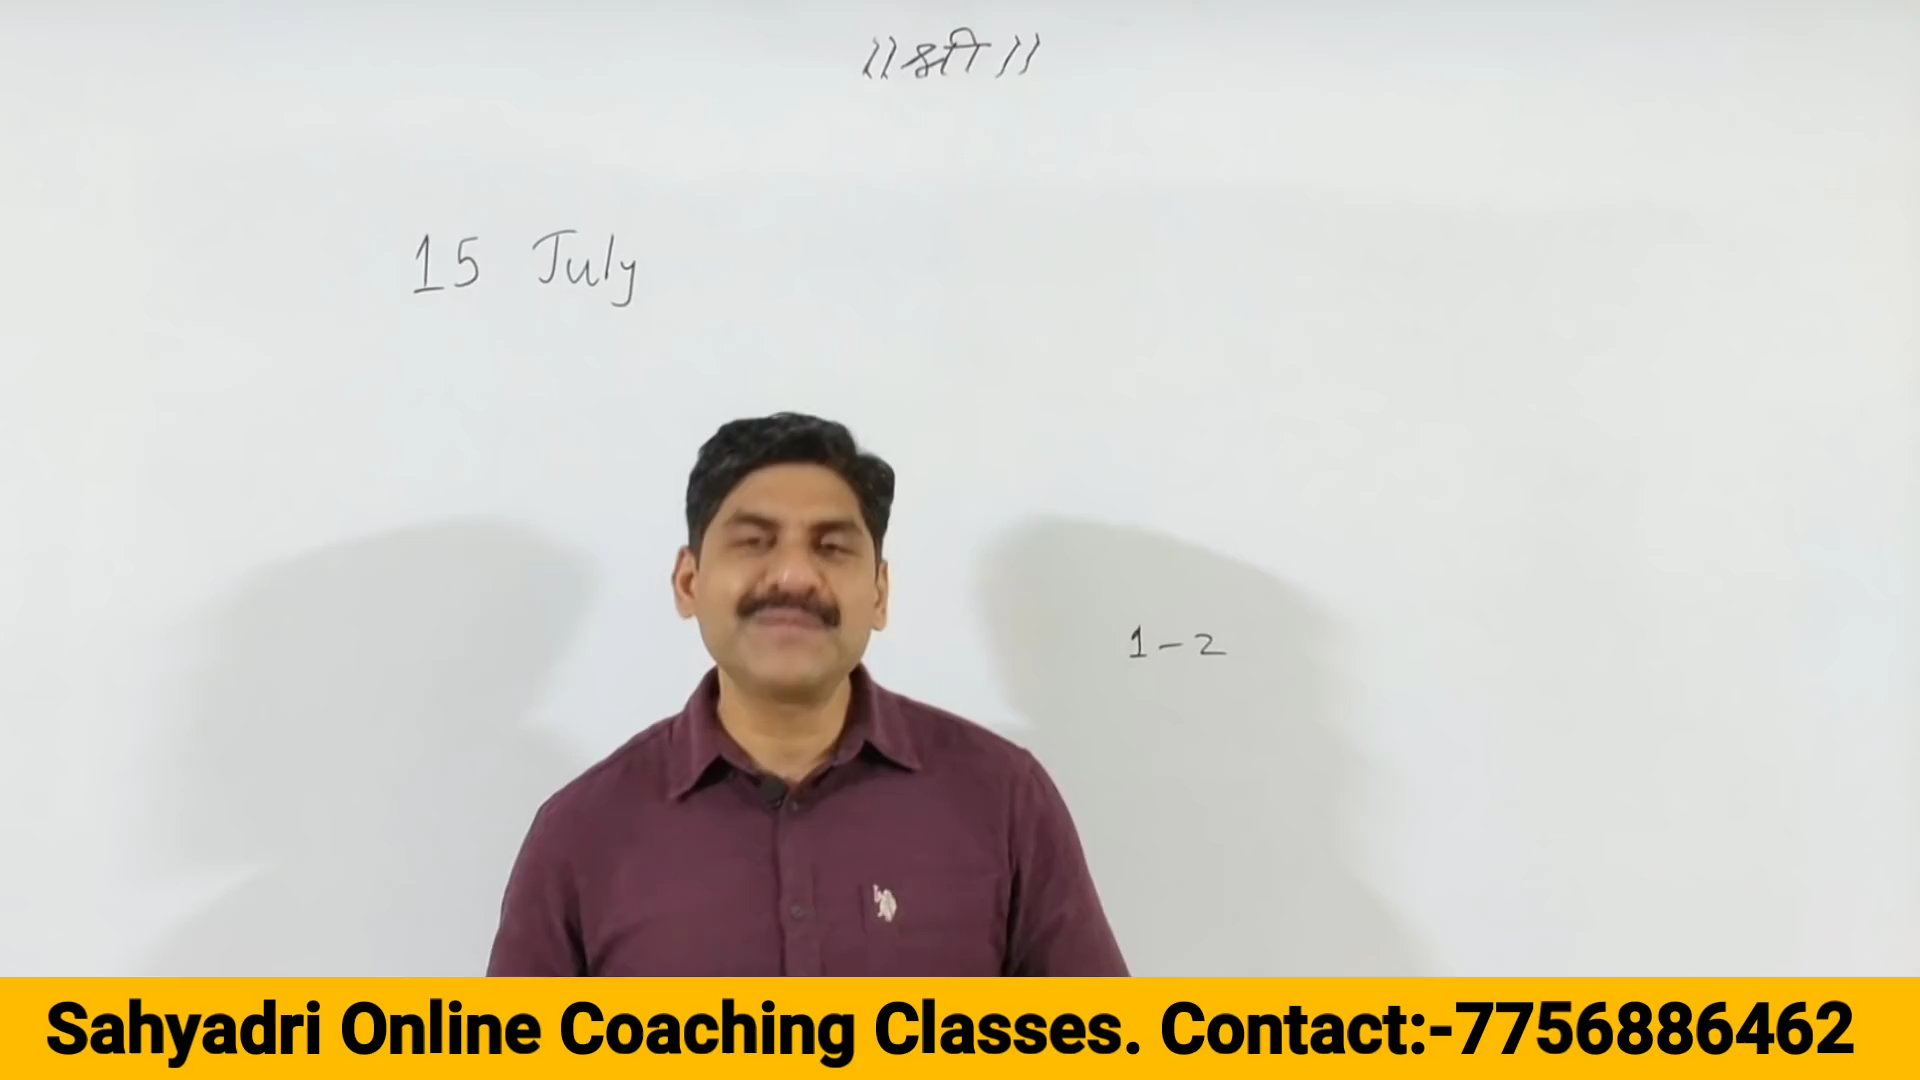 ॥श्री॥
15 July
1-2
Sahyadri Online Coaching Classes. Contact:-7756886462